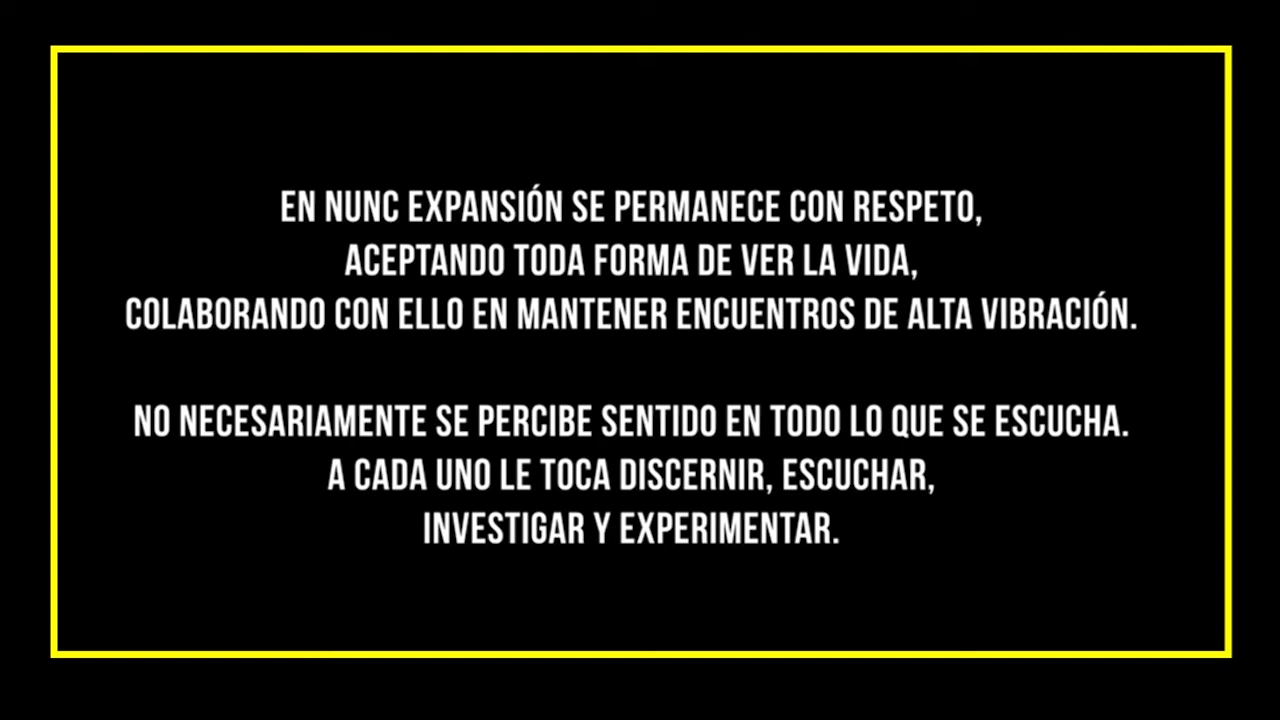 EN NUNC EXPANSIÓN SE PERMANECE CON RESPETO,
ACEPTANDO TODA FORMA DE VER LA VIDA,
COLABORANDO CON ELLO EN MANTENER ENCUENTROS DE ALTA VIBRACIÓN.
NO NECESARIAMENTE SE PERCIBE SENTIDO EN TODO LO QUE SE ESCUCHA.
A CADA UNO LE TOCA DISCERNIR, ESCUCHAR,
INVESTIGAR Y EXPERIMENTAR.